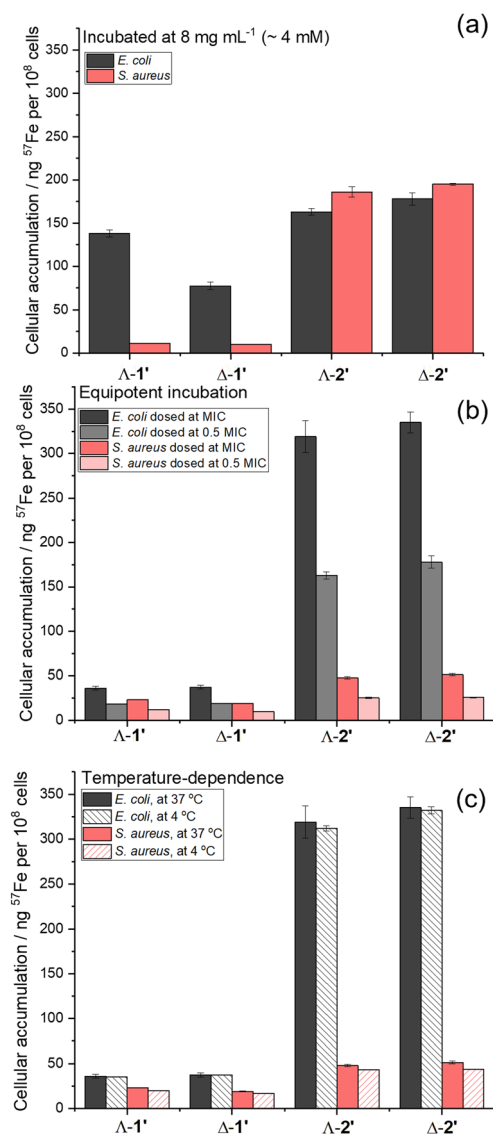 (a)
Incubated at 8 mg mL⁻¹ (~ 4 mM)
E. coli
S. aureus
Cellular accumulation / ng ⁵⁷Fe per 10⁸ cells
350
300
250
200
150
100
50
0
Λ-1' Δ-1' Λ-2' Δ-2'
(b)
Equipotent incubation
E. coli dosed at MIC
E. coli dosed at 0.5 MIC
S. aureus dosed at MIC
S. aureus dosed at 0.5 MIC
Cellular accumulation / ng ⁵⁷Fe per 10⁸ cells
350
300
250
200
150
100
50
0
Λ-1' Δ-1' Λ-2' Δ-2'
(c)
Temperature-dependence
E. coli, at 37 ºC
E. coli, at 4 ºC
S. aureus, at 37 ºC
S. aureus, at 4 ºC
Cellular accumulation / ng ⁵⁷Fe per 10⁸ cells
350
300
250
200
150
100
50
0
Λ-1' Δ-1' Λ-2' Δ-2'